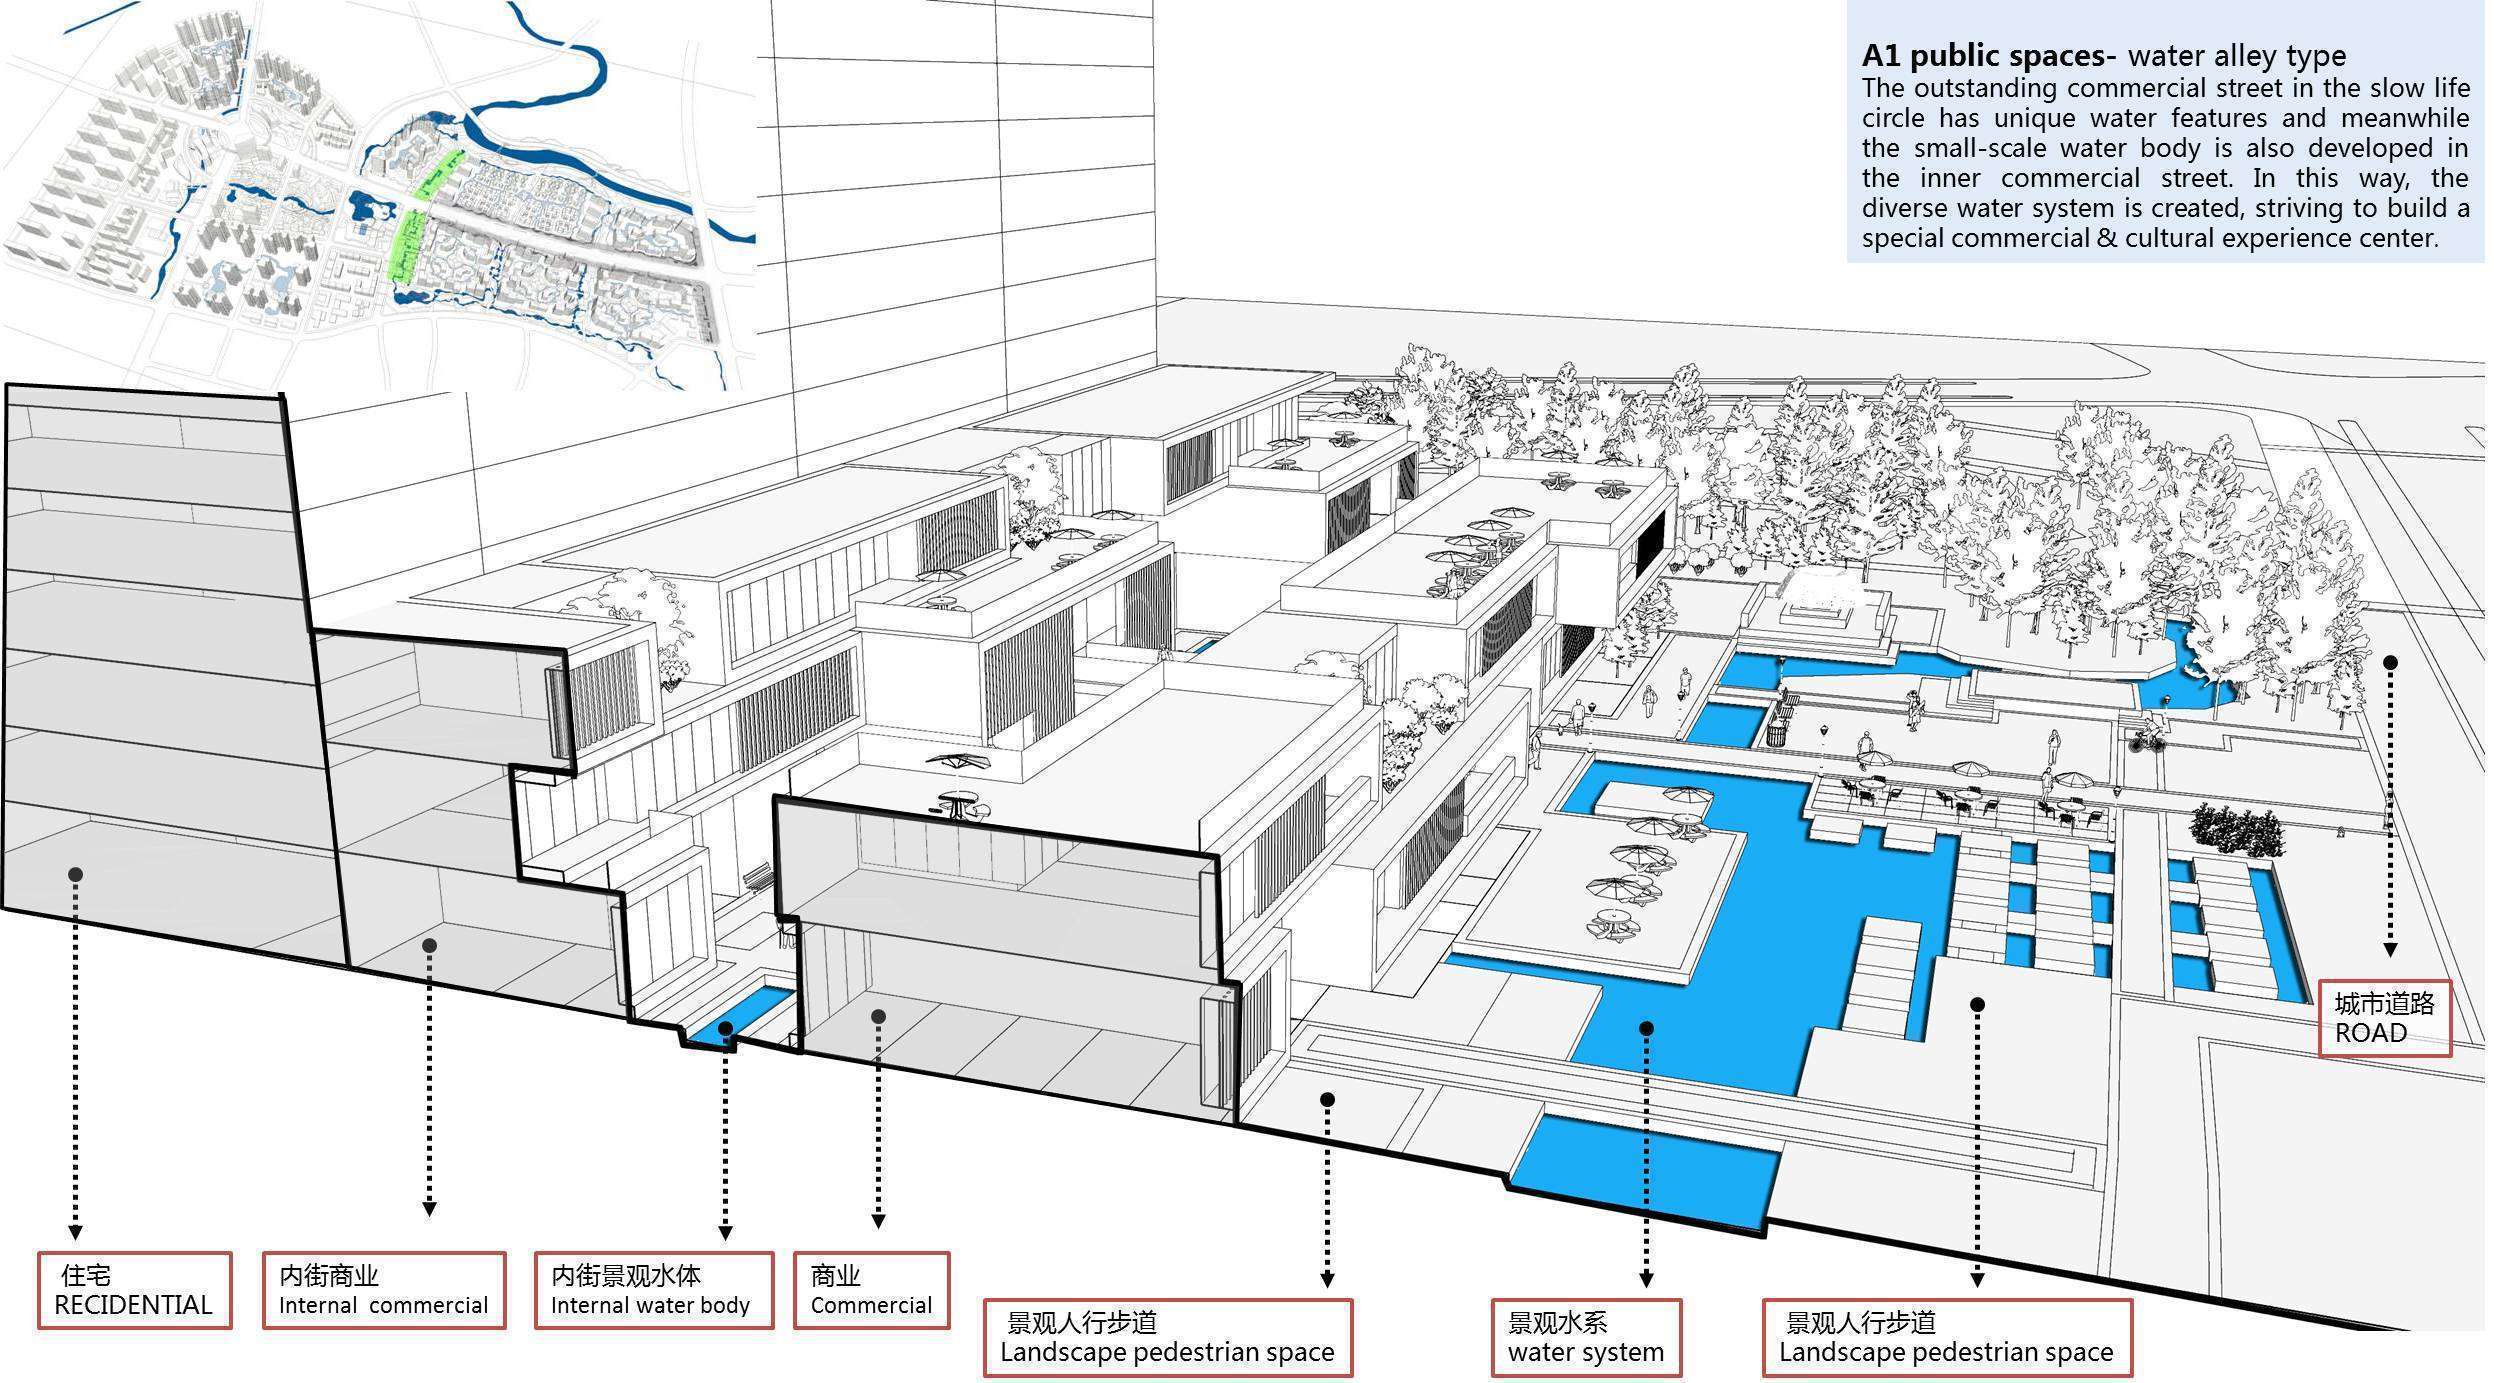 A1 public spaces- water alley type
The outstanding commercial street in the slow life
circle has unique water features and meanwhile
the small-scale water body is also developed in
the inner commercial street. In this way, the
diverse water system is created, striving to build a
special commercial & cultural experience center.
城市道路
ROAD
住宅
RECIDENTIAL
内街商业
Internal commercial
内街景观水体
Internal water body
商业
Commercial
景观人行步道
Landscape pedestrian space
景观水系
water system
景观人行步道
Landscape pedestrian space